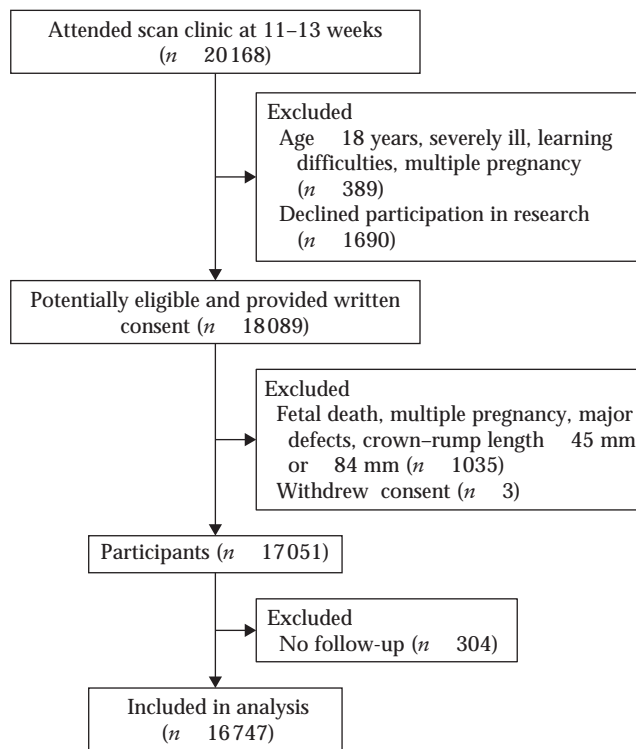 Attended scan clinic at 11–13 weeks
(n 20168)
Excluded
Age 18 years, severely ill, learning
difficulties, multiple pregnancy
(n 389)
Declined participation in research
(n 1690)
Potentially eligible and provided written
consent (n 18089)
Excluded
Fetal death, multiple pregnancy, major
defects, crown–rump length 45 mm
or 84 mm (n 1035)
Withdrew consent (n 3)
Participants (n 17051)
Excluded
No follow-up (n 304)
Included in analysis
(n 16747)